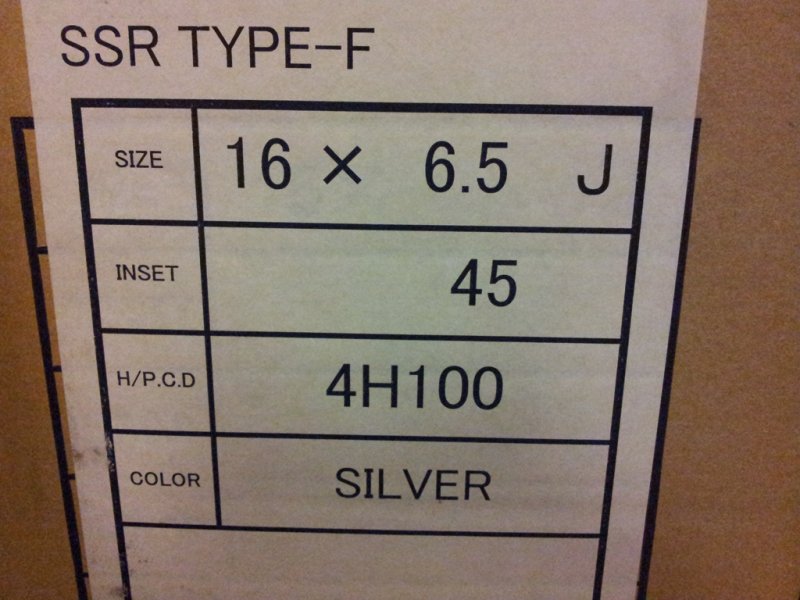 SSR TYPE-F
SIZE 16 × 6.5 J
INSET 45
H/P.C.D 4H100
COLOR SILVER